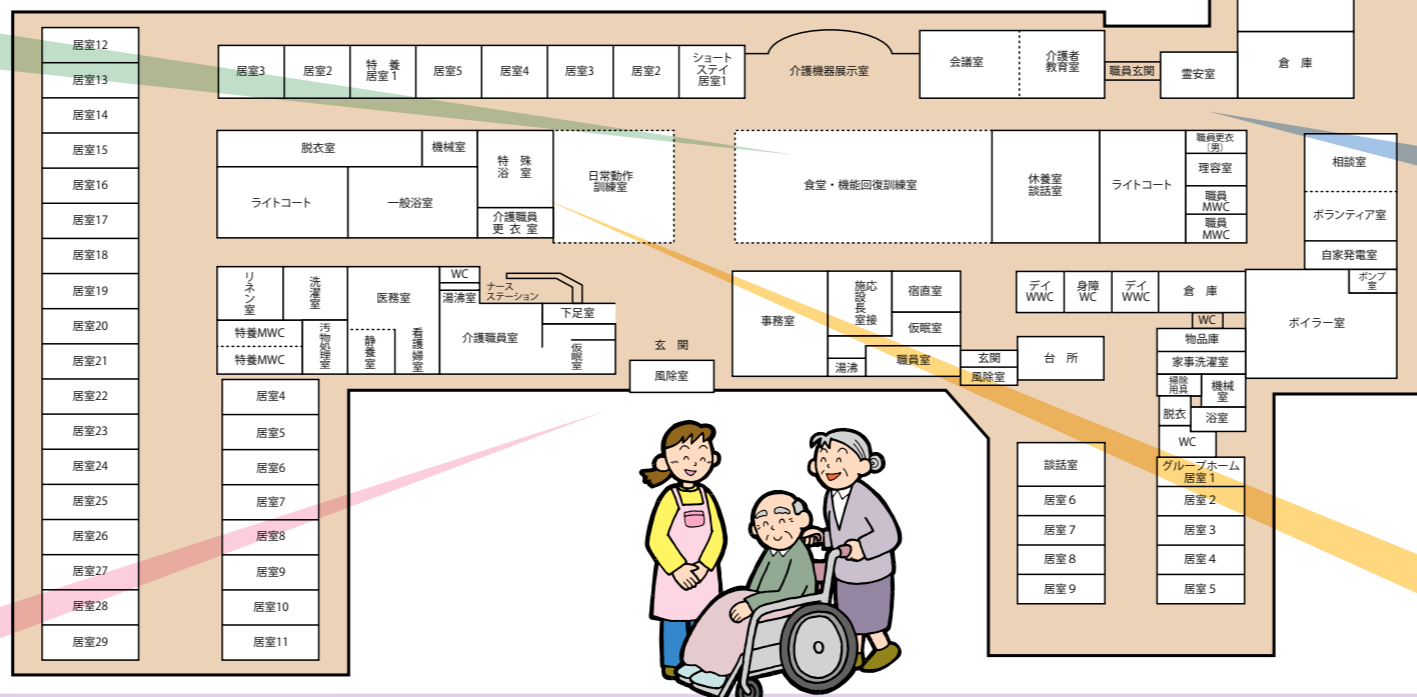 居室12
居室13
居室14
居室15
居室16
居室17
居室18
居室19
居室20
居室21
居室22
居室23
居室24
居室25
居室26
居室27
居室28
居室29
居室3
居室2
特養
居室1
居室5
居室4
居室3
居室2
ショート
ステイ
居室1
介護機器展示室
会議室
介護者
教育室
職員玄関
霊安室
倉庫
脱衣室
機械室
特殊
浴室
日常動作
訓練室
ライトコート
一般浴室
介護職員
更衣室
食堂・機能回復訓練室
休養室
談話室
ライトコート
職員更衣
(男)
理容室
職員
MWC
職員
MWC
相談室
ボランティア室
自家発電室
ポンプ
室
ボイラー室
リネン室
洗濯室
医務室
WC
湯沸室
ナース
ステーション
下足室
特養MWC
特養MWC
汚物処理室
静養室
看護婦室
介護職員室
仮眠室
玄関
風除室
事務室
施設長室
応接
宿直室
仮眠室
湯沸
職員室
玄関
風除室
台所
デイ
WWC
身障
WC
デイ
WWC
倉庫
WC
物品庫
家事洗濯室
掃除
用具
機械
室
脱衣
浴室
WC
居室4
居室5
居室6
居室7
居室8
居室9
居室10
居室11
談話室
居室6
居室7
居室8
居室9
グループホーム
居室1
居室2
居室3
居室4
居室5